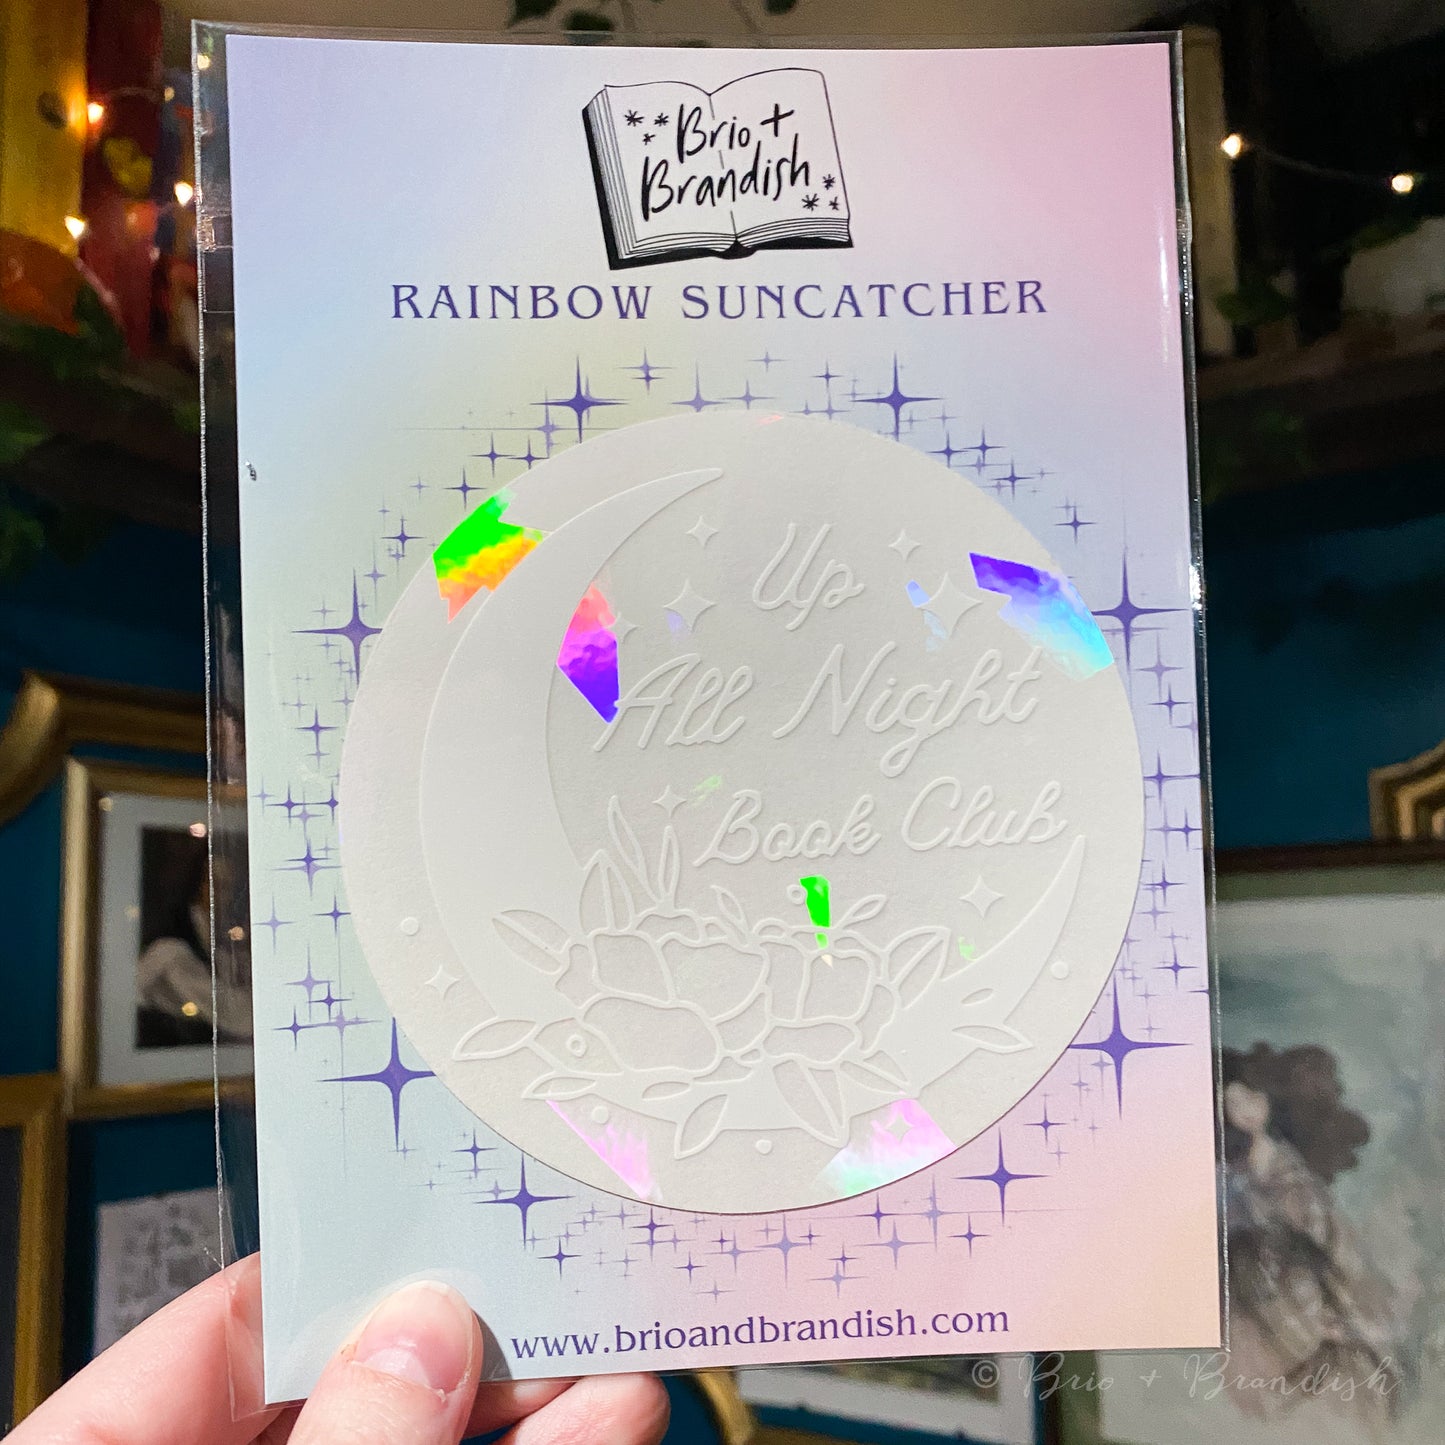 Brio +
Brandish
RAINBOW SUNCATCHER
Up
All Night
Book Club
www.brioandbrandish.com
© Brio + Brandish